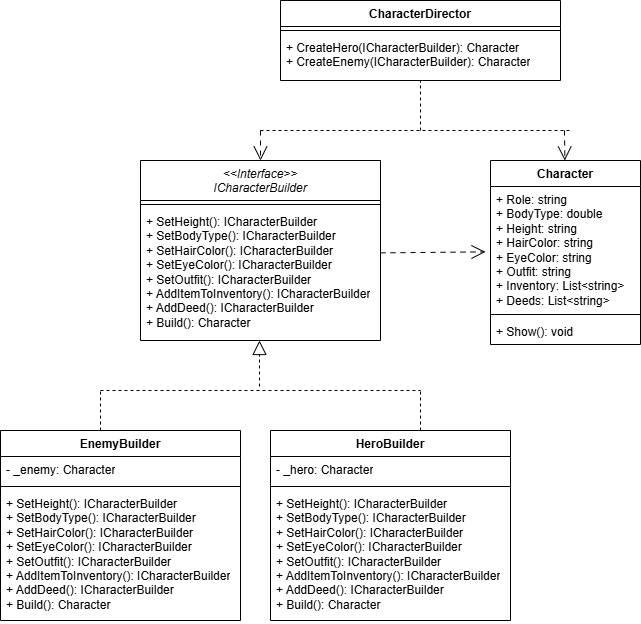 CharacterDirector
+ CreateHero(ICharacterBuilder): Character
+ CreateEnemy(ICharacterBuilder): Character
<<Interface>>
ICharacterBuilder
+ SetHeight(): ICharacterBuilder
+ SetBodyType(): ICharacterBuilder
+ SetHairColor(): ICharacterBuilder
+ SetEyeColor(): ICharacterBuilder
+ SetOutfit(): ICharacterBuilder
+ AddItemToInventory(): ICharacterBuilder
+ AddDeed(): ICharacterBuilder
+ Build(): Character
Character
+ Role: string
+ BodyType: double
+ Height: string
+ HairColor: string
+ EyeColor: string
+ Outfit: string
+ Inventory: List<string>
+ Deeds: List<string>
+ Show(): void
EnemyBuilder
- _enemy: Character
+ SetHeight(): ICharacterBuilder
+ SetBodyType(): ICharacterBuilder
+ SetHairColor(): ICharacterBuilder
+ SetEyeColor(): ICharacterBuilder
+ SetOutfit(): ICharacterBuilder
+ AddItemToInventory(): ICharacterBuilder
+ AddDeed(): ICharacterBuilder
+ Build(): Character
HeroBuilder
- _hero: Character
+ SetHeight(): ICharacterBuilder
+ SetBodyType(): ICharacterBuilder
+ SetHairColor(): ICharacterBuilder
+ SetEyeColor(): ICharacterBuilder
+ SetOutfit(): ICharacterBuilder
+ AddItemToInventory(): ICharacterBuilder
+ AddDeed(): ICharacterBuilder
+ Build(): Character